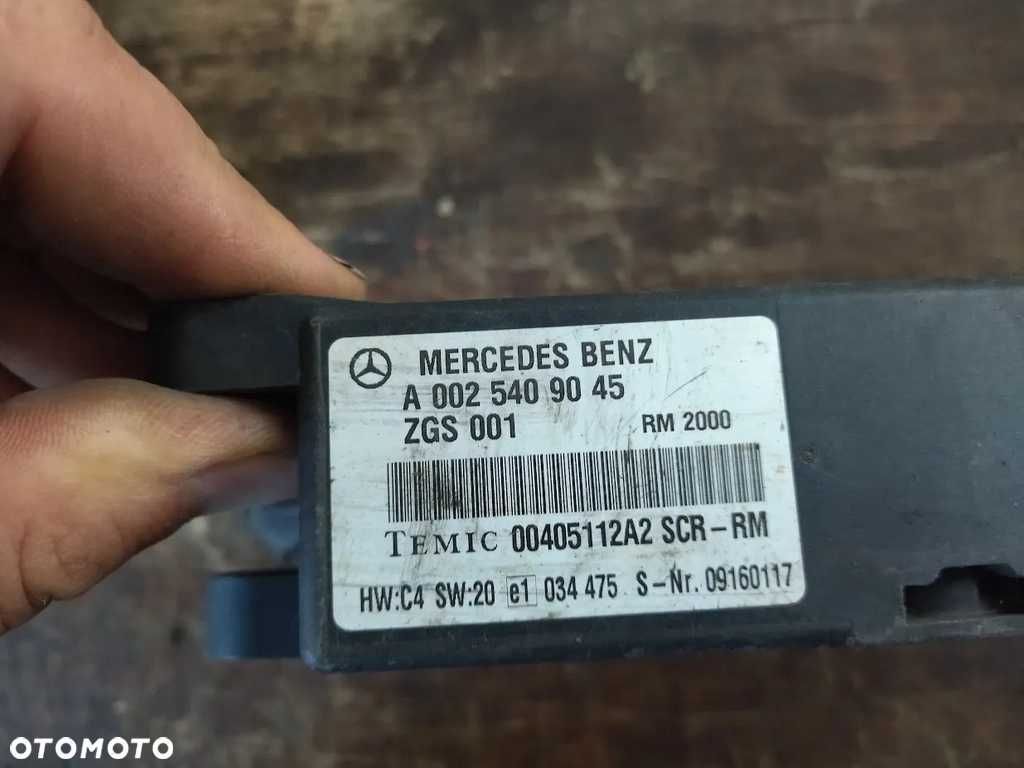 MERCEDES BENZ
A 002 540 90 45
ZGS 001 RM 2000
TEMIC 00405112A2 SCR-RM
HW:C4 SW:20 e1 034 475 S-Nr. 09160117
OTOMOTO